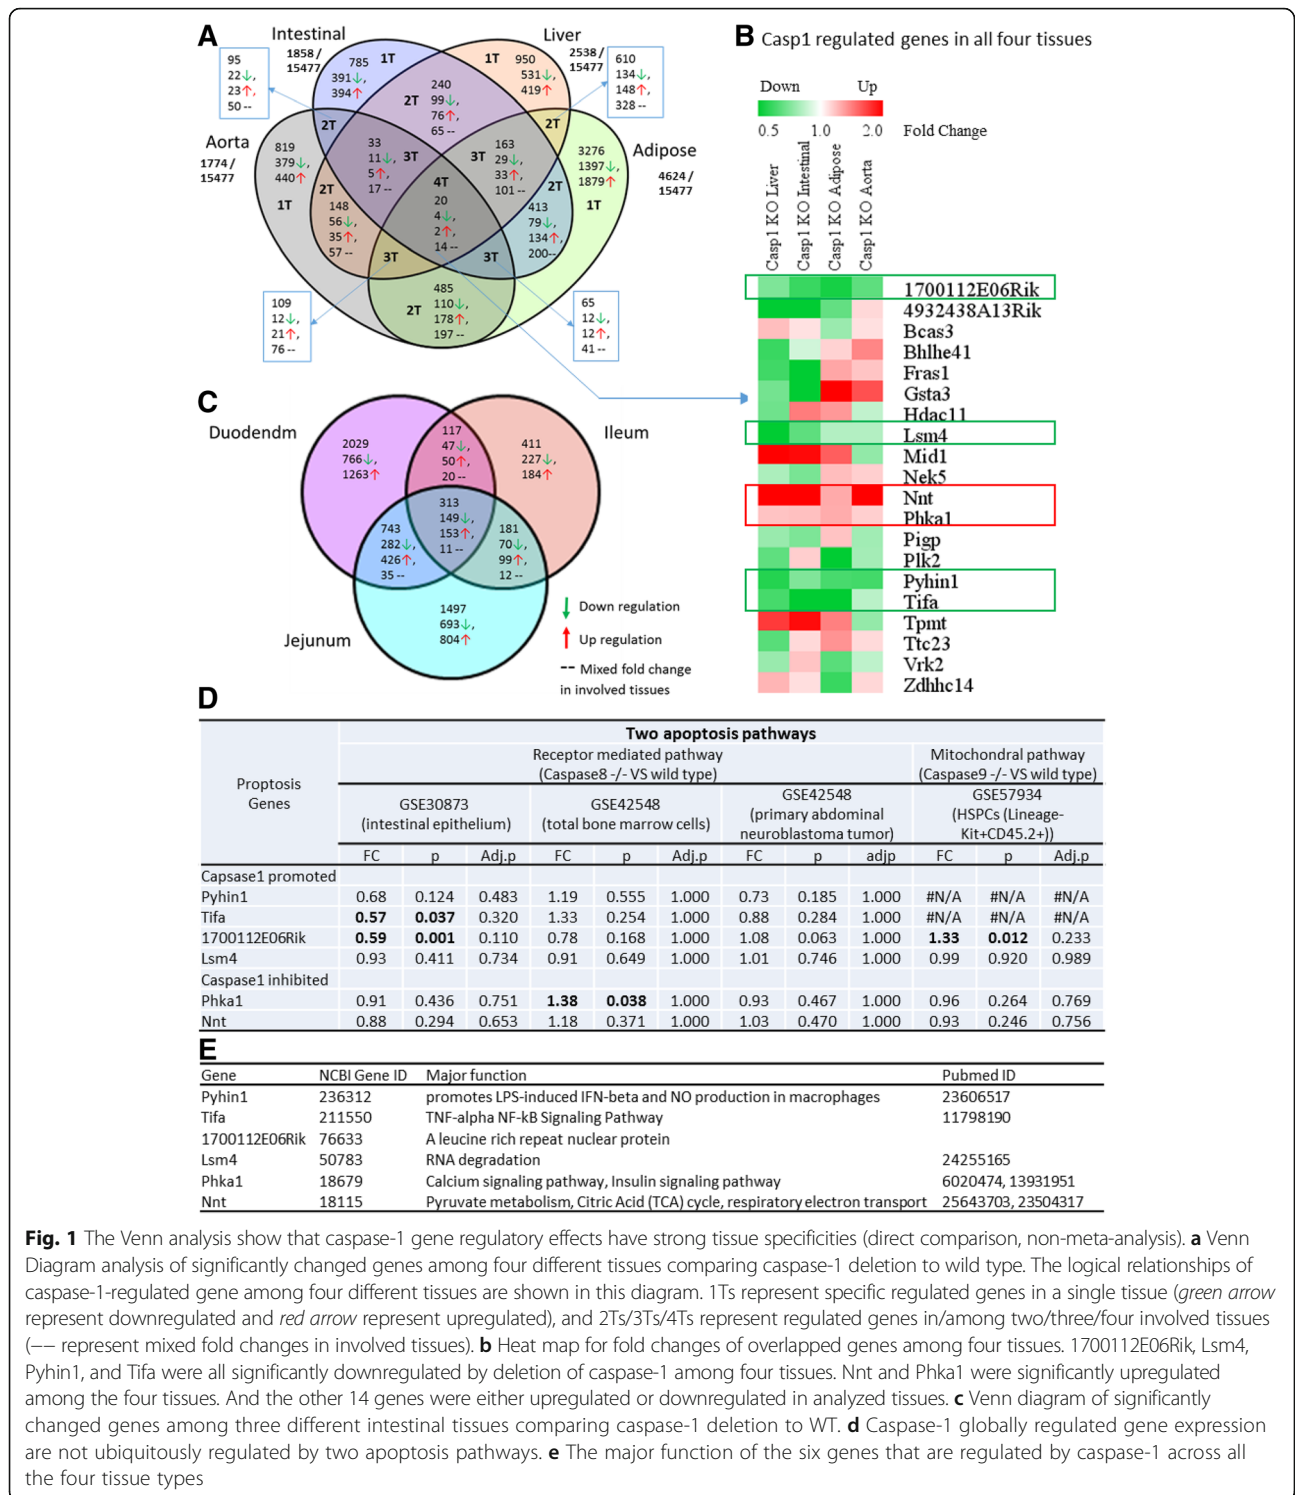 A
Intestinal
1858 /
15477
Liver
2538 /
15477
Aorta
1774 /
15477
Adipose
4624 /
15477
95
22↓,
23↑,
50 --
785
391↓,
394↑
1T
1T
950
531↓,
419↑
610
134↓,
148↑,
328 --
2T
240
99↓,
76↑,
65 --
2T
2T
819
379↓,
440↑
1T
33
11↓,
5↑,
17 --
3T
3T
163
29↓,
33↑,
101 --
3276
1397↓,
1879↑
1T
2T
148
56↓,
35↑,
57 --
4T
20
4↓,
2↑,
14 --
2T
413
79↓,
134↑,
200--
3T
3T
2T
485
110↓,
178↑,
197 --
109
12↓,
21↑,
76 --
65
12↓,
12↑,
41 --
B Casp1 regulated genes in all four tissues
Down Up
0.5 1.0 2.0 Fold Change
Casp1 KO Liver
Casp1 KO Intestinal
Casp1 KO Adipose
Casp1 KO Aorta
1700112E06Rik
4932438A13Rik
Bcas3
Bhlhe41
Fras1
Gsta3
Hdac11
Lsm4
Mid1
Nek5
Nnt
Phka1
Pigp
Plk2
Pyhin1
Tifa
Tpmt
Ttc23
Vrk2
Zdhhc14
C
Duodendm
Ileum
Jejunum
2029
766↓,
1263↑
117
47↓,
50↑,
20 --
411
227↓,
184↑
313
149↓,
153↑,
11 --
743
282↓,
426↑,
35 --
181
70↓,
99↑,
12 --
1497
693↓,
804↑
↓ Down regulation
↑ Up regulation
-- Mixed fold change
in involved tissues
D
Proptosis
Genes
Two apoptosis pathways
Receptor mediated pathway
(Caspase8 -/- VS wild type)
Mitochondral pathway
(Caspase9 -/- VS wild type)
GSE30873
(intestinal epithelium)
GSE42548
(total bone marrow cells)
GSE42548
(primary abdominal
neuroblastoma tumor)
GSE57934
(HSPCs (Lineage-
Kit+CD45.2+))
FC p Adj.p FC p Adj.p FC p adjp FC p Adj.p
Capsase1 promoted
Pyhin1 0.68 0.124 0.483 1.19 0.555 1.000 0.73 0.185 1.000 #N/A #N/A #N/A
Tifa 0.57 0.037 0.320 1.33 0.254 1.000 0.88 0.284 1.000 #N/A #N/A #N/A
1700112E06Rik 0.59 0.001 0.110 0.78 0.168 1.000 1.08 0.063 1.000 1.33 0.012 0.233
Lsm4 0.93 0.411 0.734 0.91 0.649 1.000 1.01 0.746 1.000 0.99 0.920 0.989
Caspase1 inhibited
Phka1 0.91 0.436 0.751 1.38 0.038 1.000 0.93 0.467 1.000 0.96 0.264 0.769
Nnt 0.88 0.294 0.653 1.18 0.371 1.000 1.03 0.470 1.000 0.93 0.246 0.756
E
Gene NCBI Gene ID Major function Pubmed ID
Pyhin1 236312 promotes LPS-induced IFN-beta and NO production in macrophages 23606517
Tifa 211550 TNF-alpha NF-kB Signaling Pathway 11798190
1700112E06Rik 76633 A leucine rich repeat nuclear protein
Lsm4 50783 RNA degradation 24255165
Phka1 18679 Calcium signaling pathway, Insulin signaling pathway 6020474, 13931951
Nnt 18115 Pyruvate metabolism, Citric Acid (TCA) cycle, respiratory electron transport 25643703, 23504317
Fig. 1 The Venn analysis show that caspase-1 gene regulatory effects have strong tissue specificities (direct comparison, non-meta-analysis). a Venn
Diagram analysis of significantly changed genes among four different tissues comparing caspase-1 deletion to wild type. The logical relationships of
caspase-1-regulated gene among four different tissues are shown in this diagram. 1Ts represent specific regulated genes in a single tissue (green arrow
represent downregulated and red arrow represent upregulated), and 2Ts/3Ts/4Ts represent regulated genes in/among two/three/four involved tissues
(−− represent mixed fold changes in involved tissues). b Heat map for fold changes of overlapped genes among four tissues. 1700112E06Rik, Lsm4,
Pyhin1, and Tifa were all significantly downregulated by deletion of caspase-1 among four tissues. Nnt and Phka1 were significantly upregulated
among the four tissues. And the other 14 genes were either upregulated or downregulated in analyzed tissues. c Venn diagram of significantly
changed genes among three different intestinal tissues comparing caspase-1 deletion to WT. d Caspase-1 globally regulated gene expression
are not ubiquitously regulated by two apoptosis pathways. e The major function of the six genes that are regulated by caspase-1 across all
the four tissue types